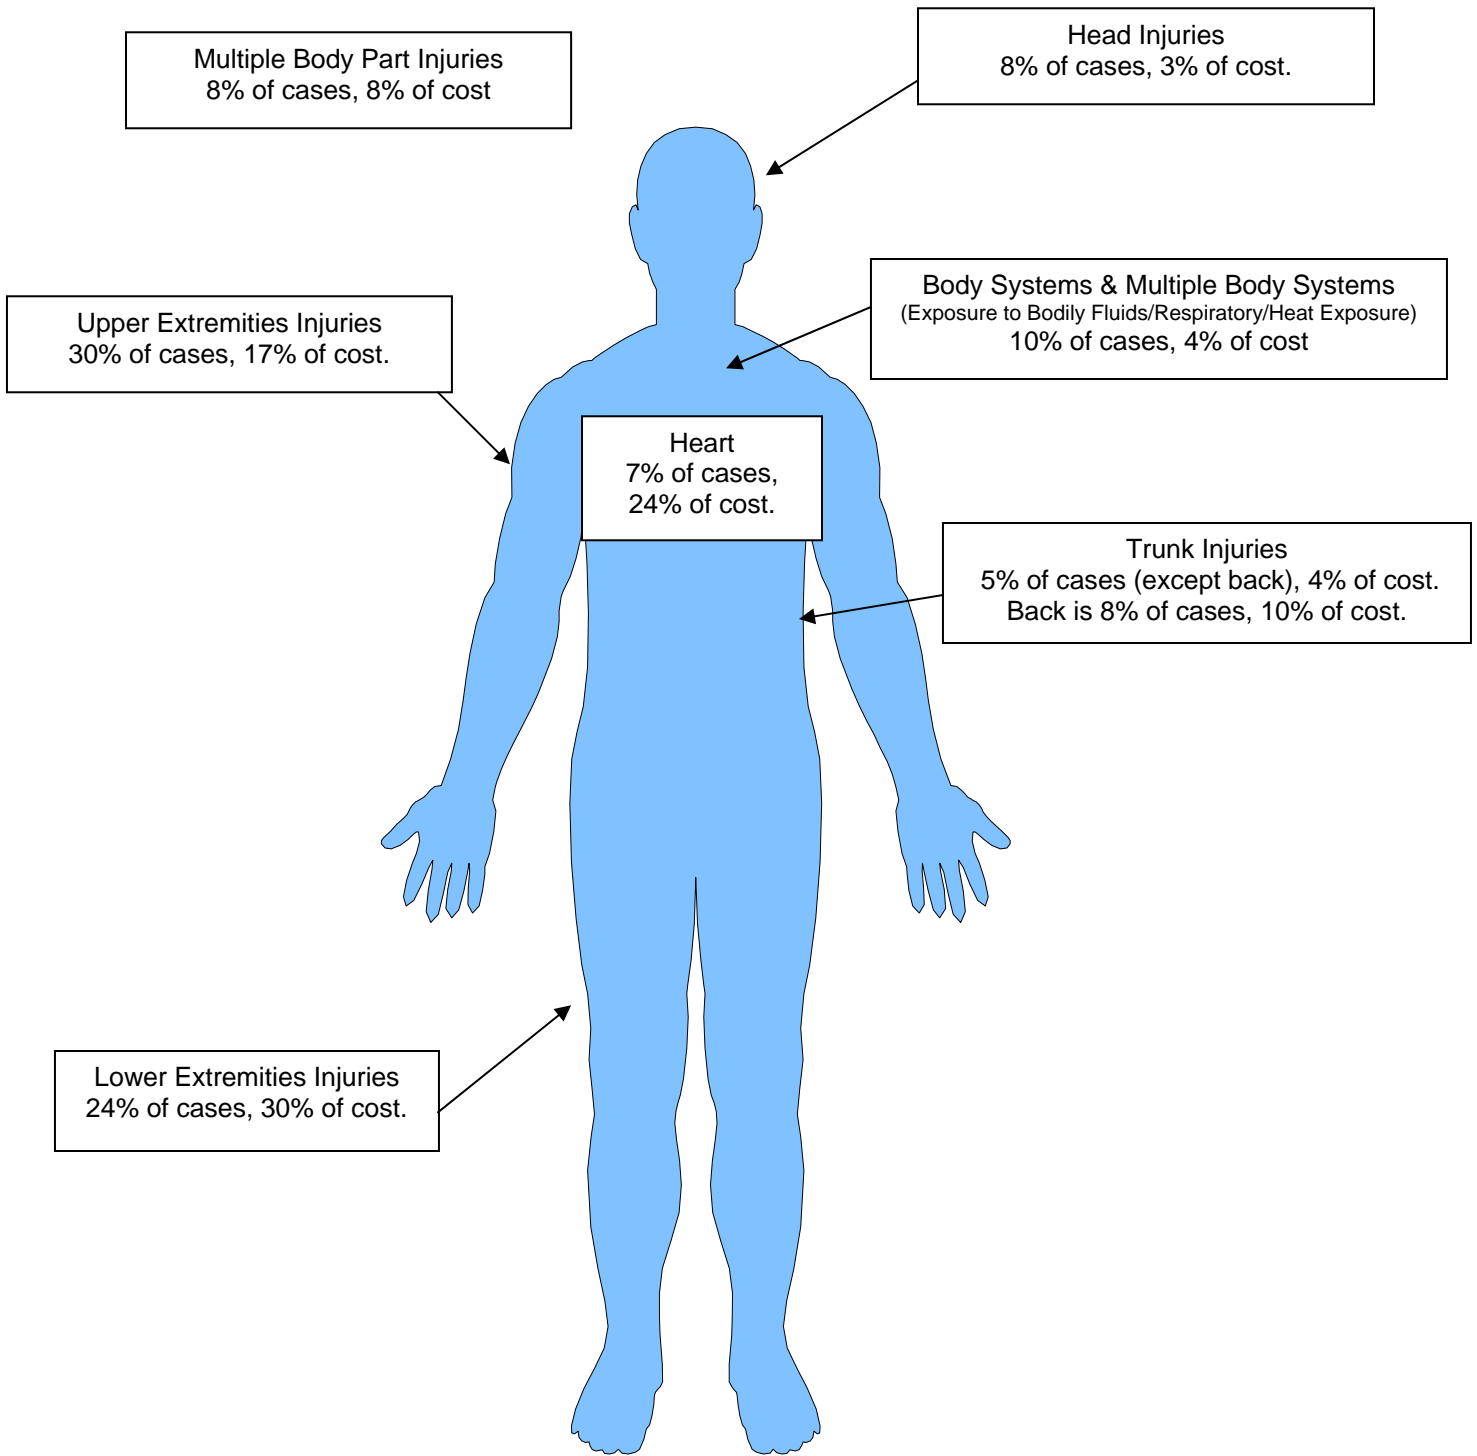 Multiple Body Part Injuries
8% of cases, 8% of cost
Head Injuries
8% of cases, 3% of cost.
Body Systems & Multiple Body Systems
(Exposure to Bodily Fluids/Respiratory/Heat Exposure)
10% of cases, 4% of cost
Upper Extremities Injuries
30% of cases, 17% of cost.
Heart
7% of cases,
24% of cost.
Trunk Injuries
5% of cases (except back), 4% of cost.
Back is 8% of cases, 10% of cost.
Lower Extremities Injuries
24% of cases, 30% of cost.